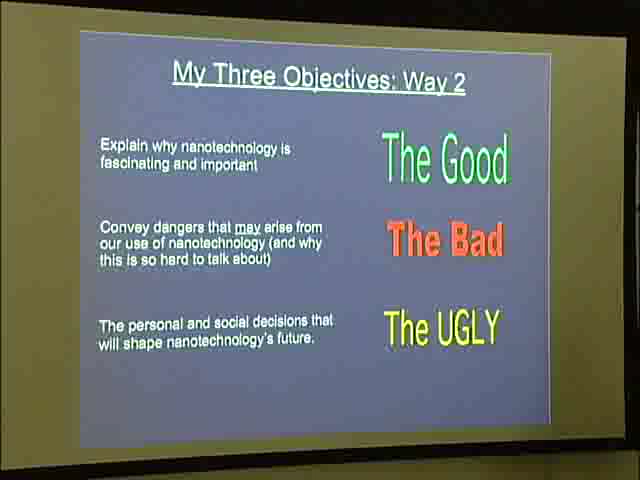 My Three Objectives: Way 2
Explain why nanotechnology is
fascinating and important
The Good
Convey dangers that may arise from
our use of nanotechnology (and why
this is so hard to talk about)
The Bad
The personal and social decisions that
will shape nanotechnology's future.
The UGLY